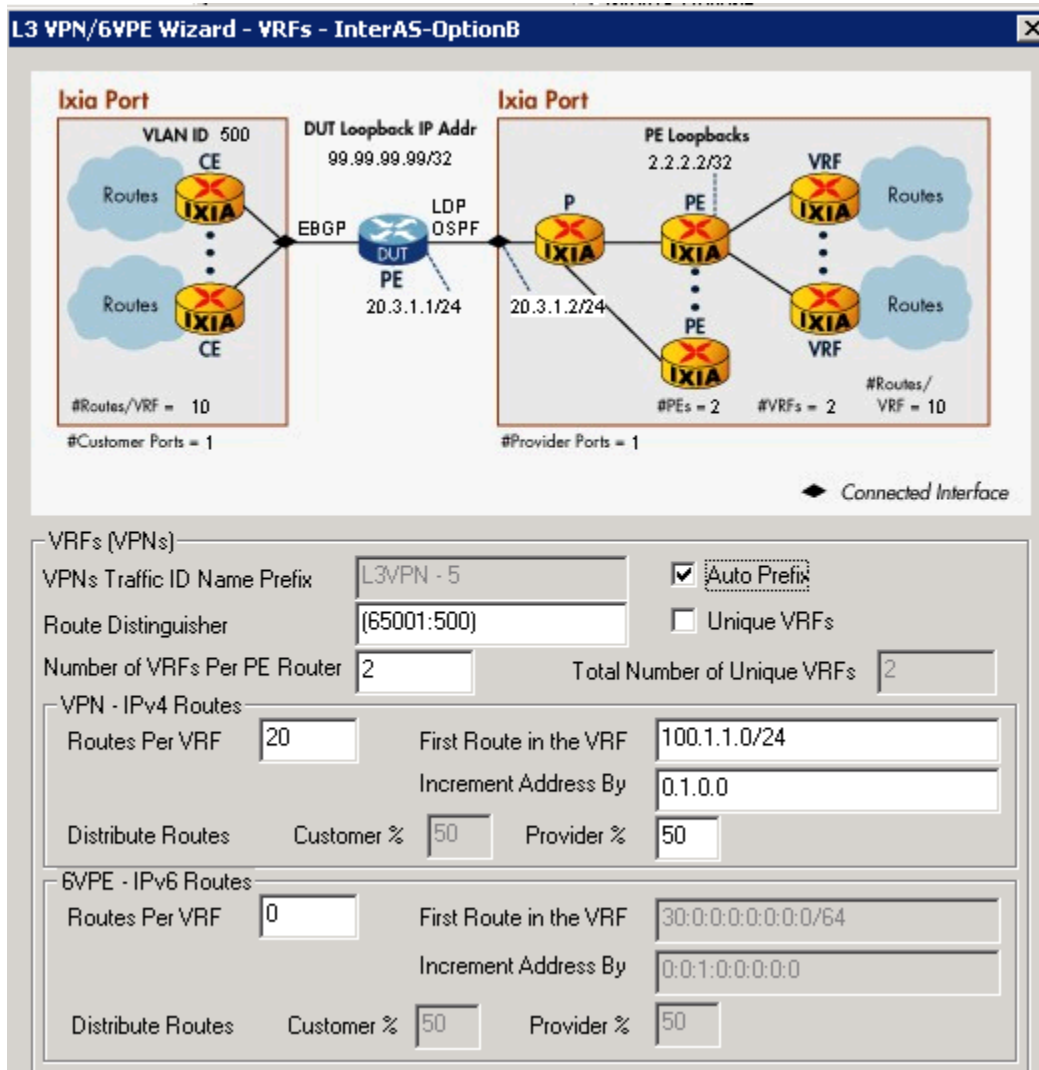 L3 VPN/6VPE Wizard - VRFs - InterAS-OptionB
Ixia Port
Ixia Port
VLAN ID 500
DUT Loopback IP Addr
PE Loopbacks
CE
99.99.99.99/32
2.2.2.2/32
VRF
Routes
IXIA
LDP
P
PE
IXIA
Routes
EBGP
OSPF
IXIA
IXIA
DUT
PE
Routes
IXIA
20.3.1.1/24
20.3.1.2/24
PE
IXIA
Routes
CE
IXIA
VRF
#Routes/VRF = 10
#PEs = 2
#VRFs = 2
#Routes/
VRF = 10
#Customer Ports = 1
#Provider Ports = 1
Connected Interface
VRFs (VPNs)
VPNs Traffic ID Name Prefix
L3VPN - 5
Auto Prefix
Route Distinguisher
(65001:500)
Unique VRFs
Number of VRFs Per PE Router
2
Total Number of Unique VRFs
2
VPN - IPv4 Routes
Routes Per VRF
20
First Route in the VRF
100.1.1.0/24
Increment Address By
0.1.0.0
Distribute Routes
Customer %
50
Provider %
50
6VPE - IPv6 Routes
Routes Per VRF
0
First Route in the VRF
30:0:0:0:0:0:0:0/64
Increment Address By
0:0:1:0:0:0:0:0
Distribute Routes
Customer %
50
Provider %
50